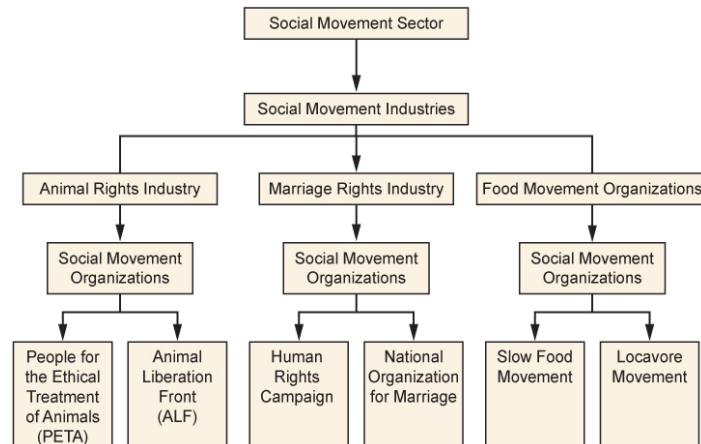 Social Movement Sector
Social Movement Industries
Animal Rights Industry
Marriage Rights Industry
Food Movement Organizations
Social Movement
Organizations
Social Movement
Organizations
Social Movement
Organizations
People for
the Ethical
Treatment
of Animals
(PETA)
Animal
Liberation
Front
(ALF)
Human
Rights
Campaign
National
Organization
for Marriage
Slow Food
Movement
Locavore
Movement